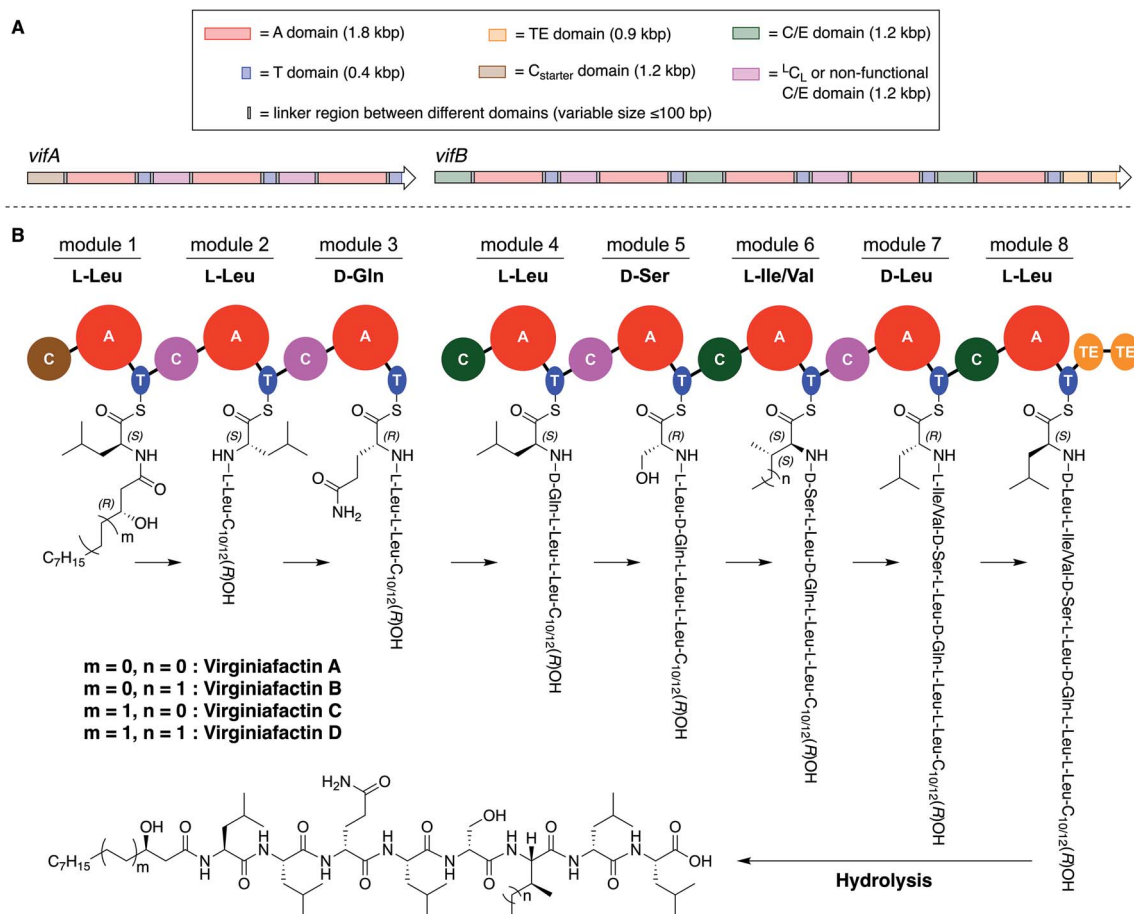 A
= A domain (1.8 kbp)
= TE domain (0.9 kbp)
= C/E domain (1.2 kbp)
= T domain (0.4 kbp)
= Cstarter domain (1.2 kbp)
= LCL or non-functional
C/E domain (1.2 kbp)
= linker region between different domains (variable size ≤100 bp)
vifA
vifB
B
module 1
module 2
module 3
module 4
module 5
module 6
module 7
module 8
L-Leu
L-Leu
D-Gln
L-Leu
D-Ser
L-Ile/Val
D-Leu
L-Leu
C A T C A T C A T
C A T C A T C A T C A T C A T TE TE
S
O
(S)
NH
O
(R)
OH
m
C7H15
S
O
(S)
HN
L-Leu-C10/12(R)OH
S
O
(R)
NH
O
NH2
L-Leu-L-Leu-C10/12(R)OH
S
O
(S)
NH
D-Gln-L-Leu-L-Leu-C10/12(R)OH
S
O
(R)
NH
OH
L-Leu-D-Gln-L-Leu-L-Leu-C10/12(R)OH
S
O
(S)
(S)
NH
n
D-Ser-L-Leu-D-Gln-L-Leu-L-Leu-C10/12(R)OH
S
O
(R)
NH
L-Ile/Val-D-Ser-L-Leu-D-Gln-L-Leu-L-Leu-C10/12(R)OH
S
O
(S)
NH
D-Leu-L-Ile/Val-D-Ser-L-Leu-D-Gln-L-Leu-L-Leu-C10/12(R)OH
m = 0, n = 0 : Virginiafactin A
m = 0, n = 1 : Virginiafactin B
m = 1, n = 0 : Virginiafactin C
m = 1, n = 1 : Virginiafactin D
H2N
O
OH
O
O
O
OH
H
O
O
O
C7H15
m
N
H
H
N
N
H
H
N
N
H
H
N
N
H
H
N
OH
O
O
O
O
n
Hydrolysis